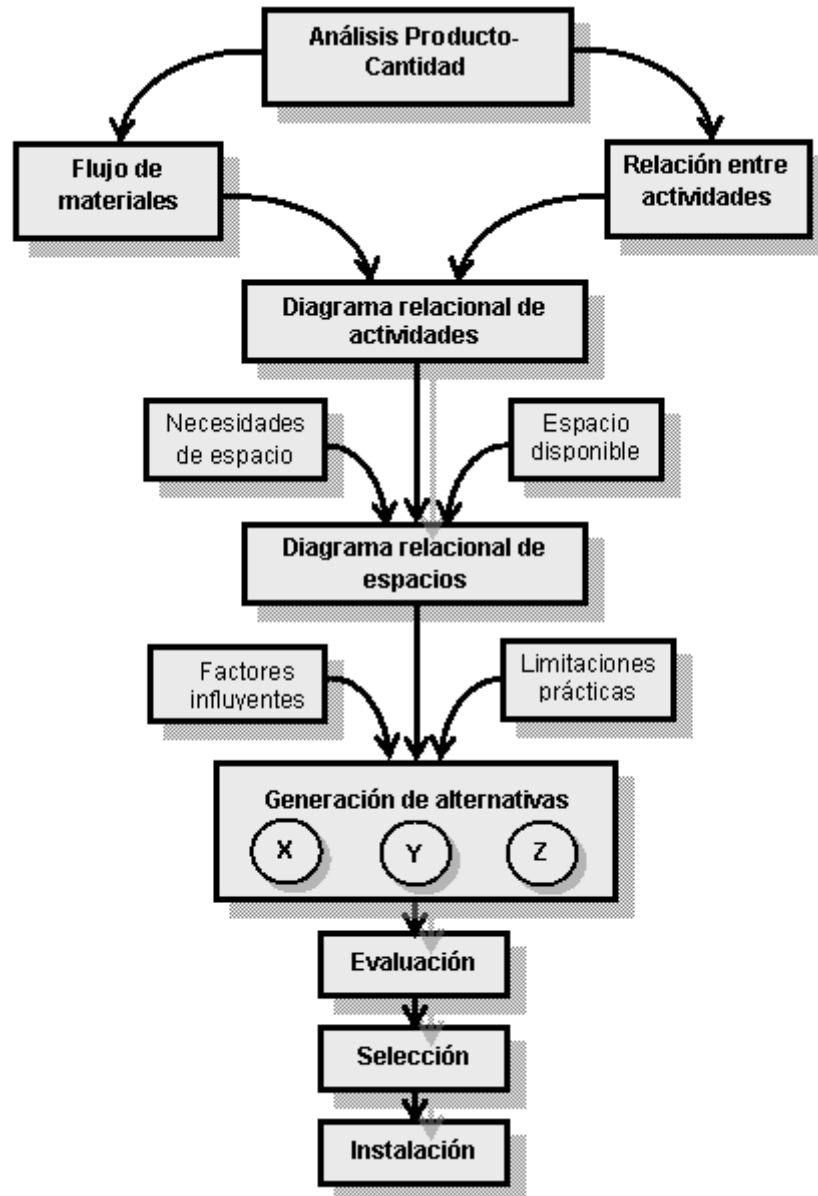 Análisis Producto-
Cantidad
Flujo de
materiales
Relación entre
actividades
Diagrama relacional de
actividades
Necesidades
de espacio
Espacio
disponible
Diagrama relacional de
espacios
Factores
influyentes
Limitaciones
prácticas
Generación de alternativas
X
Y
Z
Evaluación
Selección
Instalación